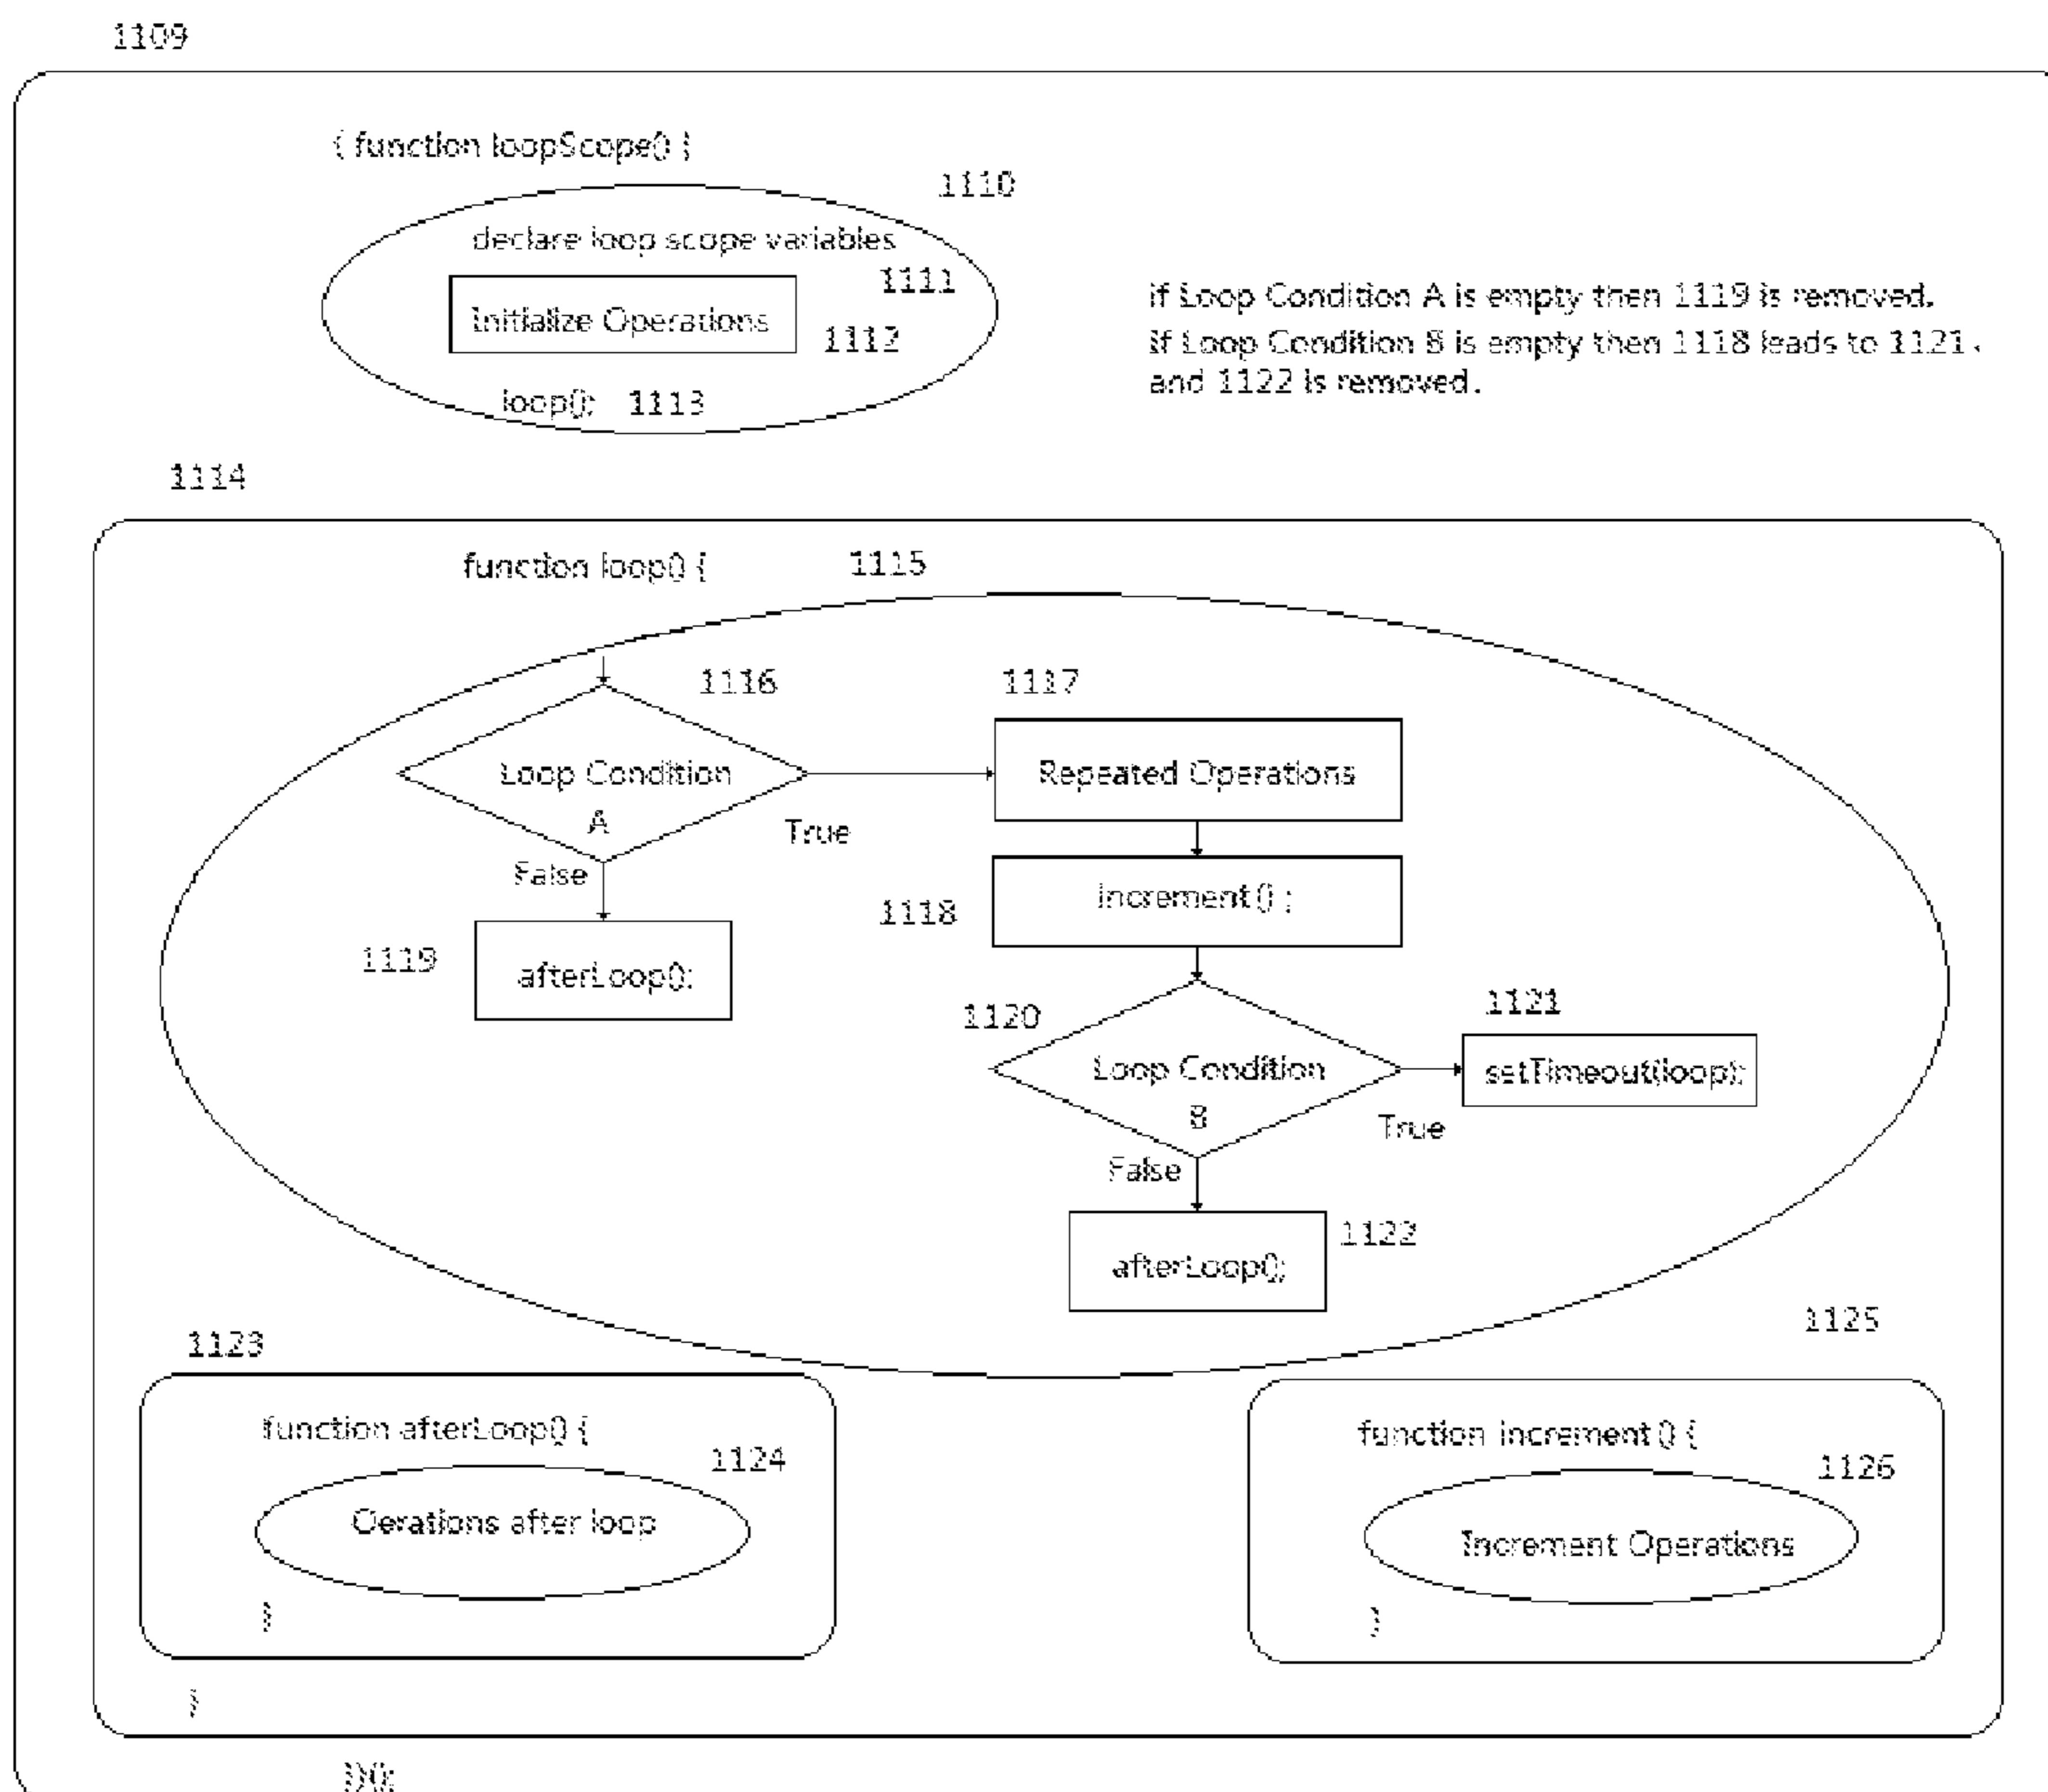 1109
( function loopScope() {
1110
declare loop scope variables
1111
Initialize Operations
1112
loop(); 1113
if Loop Condition A is empty then 1119 is removed.
if Loop Condition B is empty then 1118 leads to 1121,
and 1122 is removed.
1114
function loop() {
1115
1116
1117
Loop Condition
A
Repeated Operations
True
False
increment() ;
1118
1119
afterLoop();
1120
1121
Loop Condition
B
setTimeout(loop);
True
False
1122
afterLoop();
1125
1123
function afterLoop() {
1124
Oerations after loop
}
function increment() {
1126
Increment Operations
}
}
})();